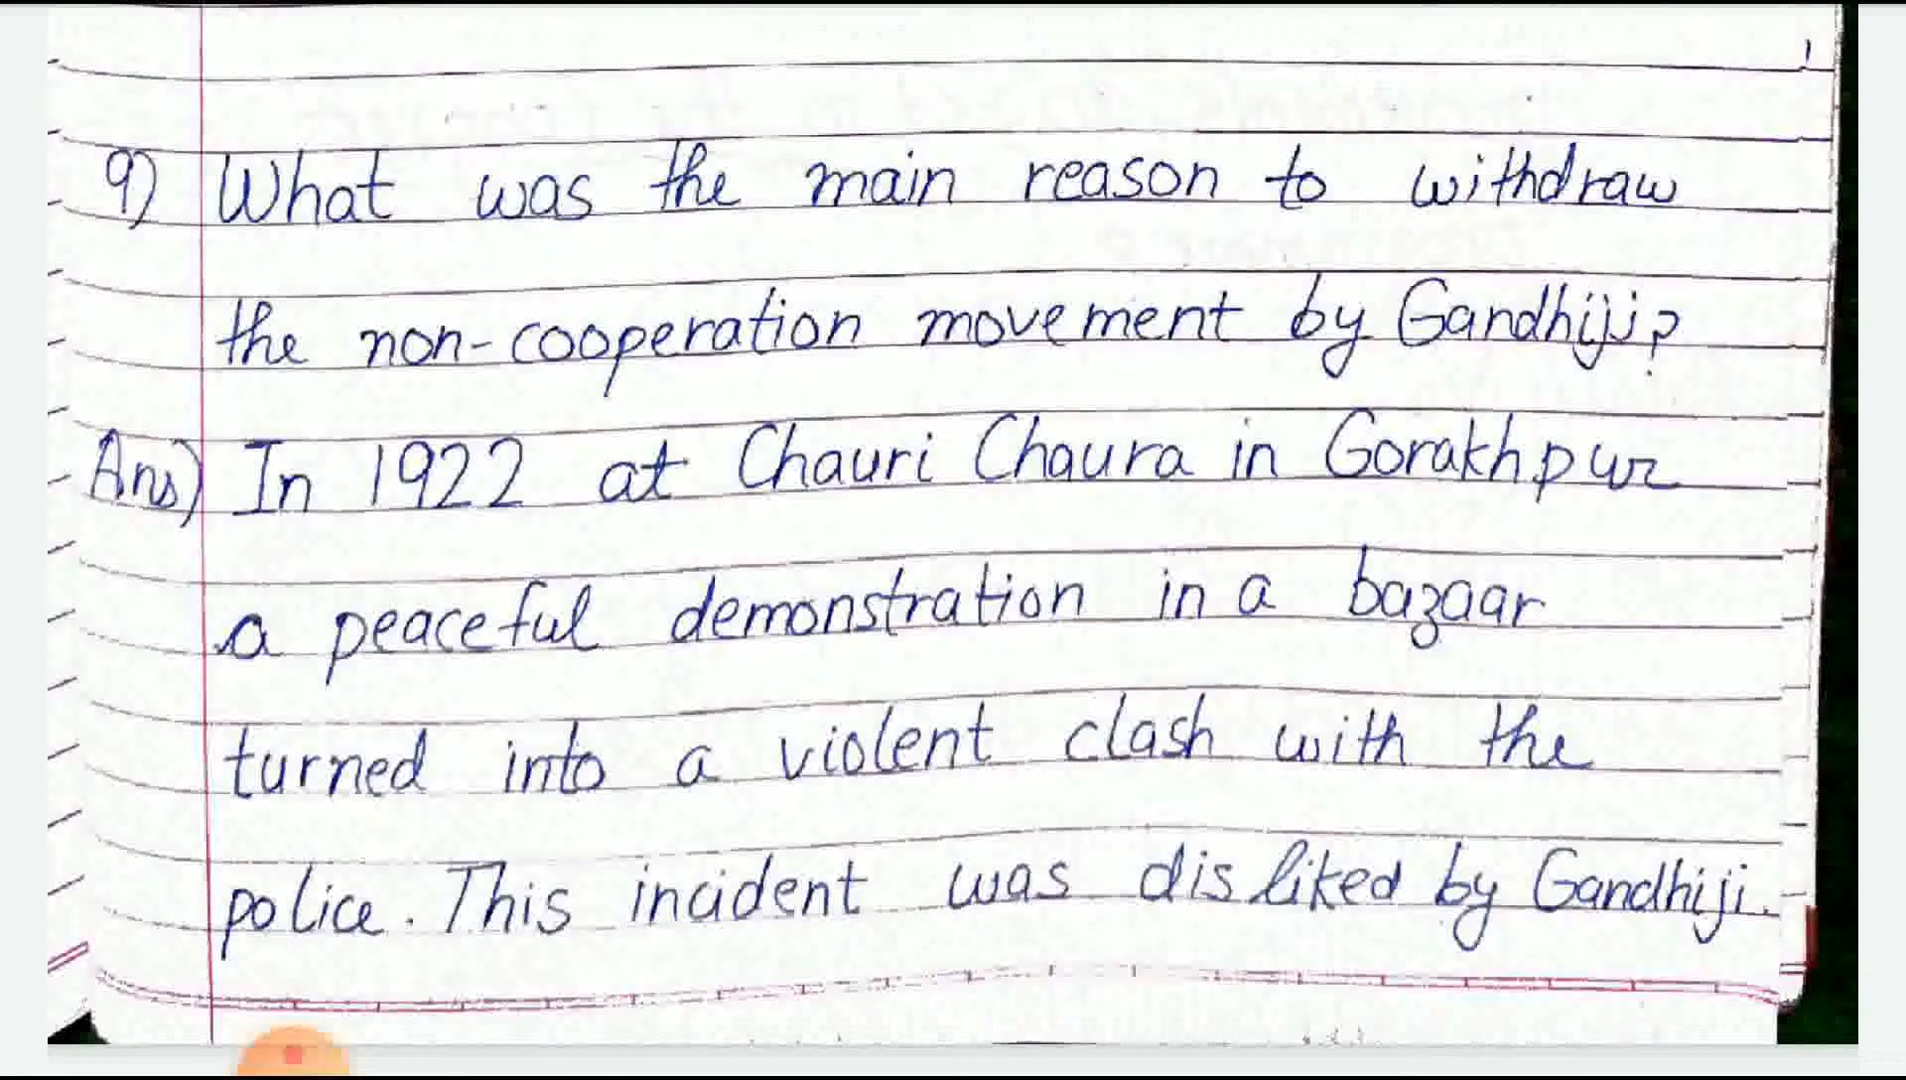 9) What was the main reason to withdraw
the non-cooperation movement by Gandhiji?
Ans) In 1922 at Chauri Chaura in Gorakhpur
a peaceful demonstration in a bazaar
turned into a violent clash with the
police. This incident was disliked by Gandhiji.